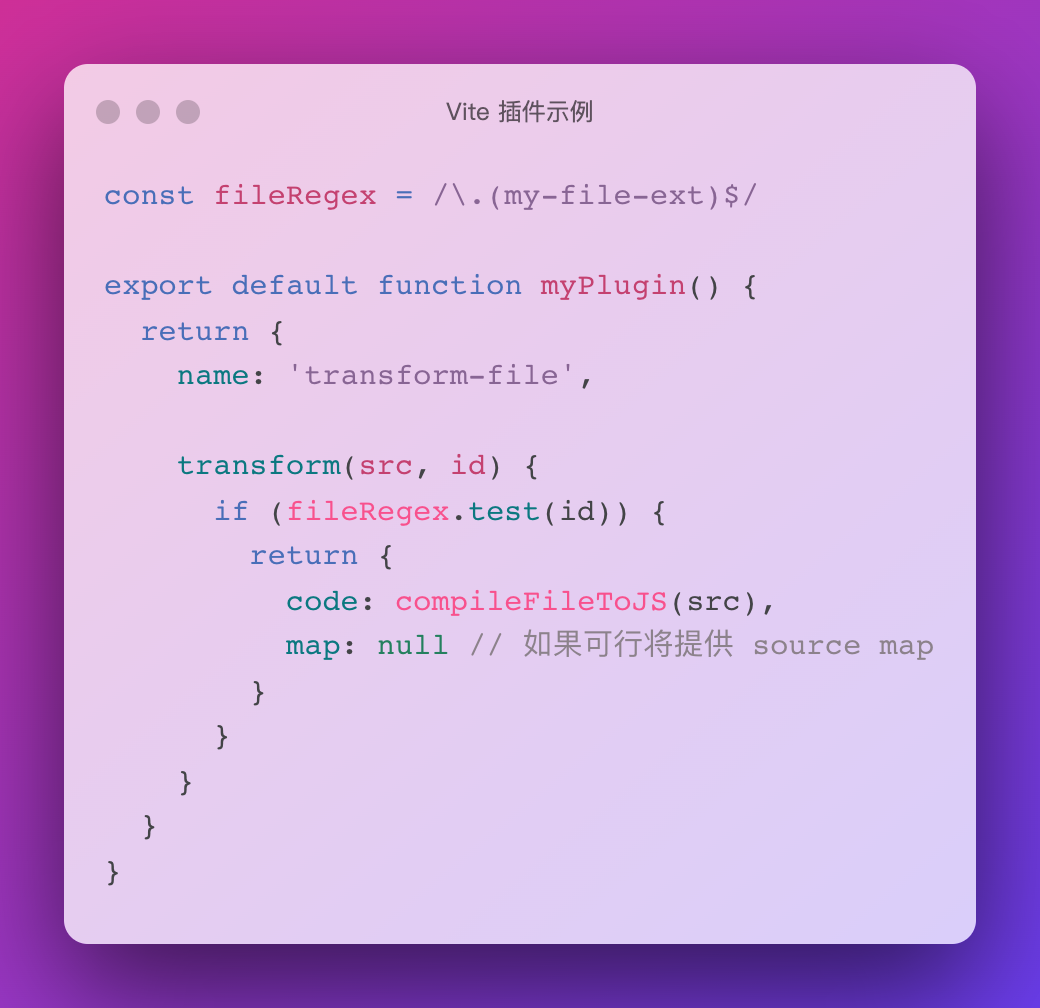 Vite 插件示例
const fileRegex = /\.(my-file-ext)$/
export default function myPlugin() {
  return {
    name: 'transform-file',
    transform(src, id) {
      if (fileRegex.test(id)) {
        return {
          code: compileFileToJS(src),
          map: null // 如果可行将提供 source map
        }
      }
    }
  }
}